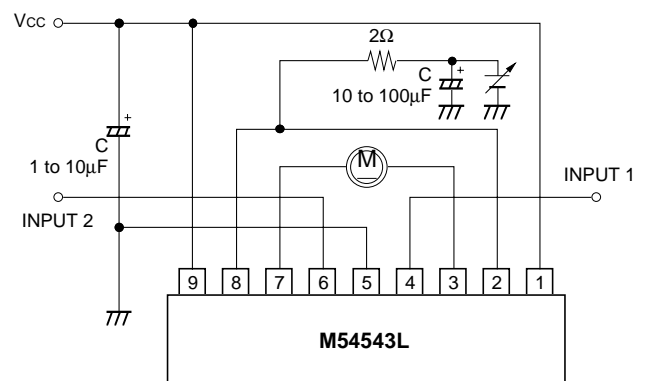 Vcc
2Ω
C
+
10 to 100μF
+
C
1 to 10μF
M
INPUT 1
INPUT 2
9 8 7 6 5 4 3 2 1
M54543L